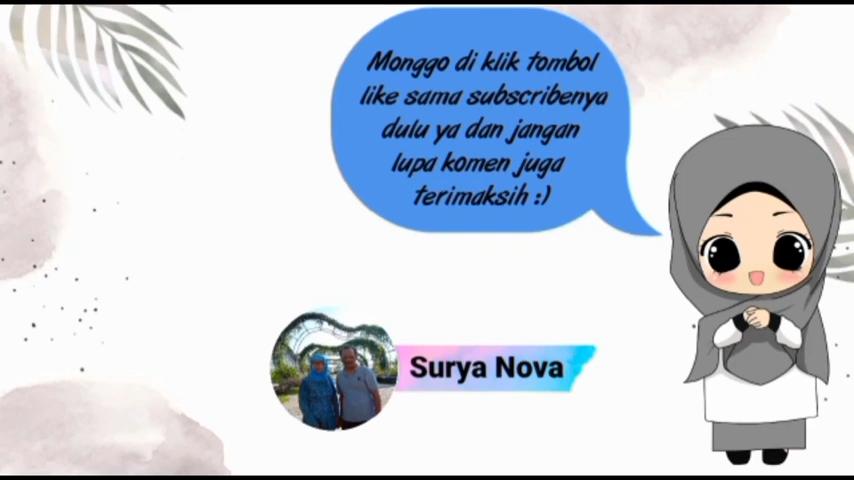 Monggo di klik tombol
like sama subscribenya
dulu ya dan jangan
lupa komen juga
terimaksih :)
Surya Nova